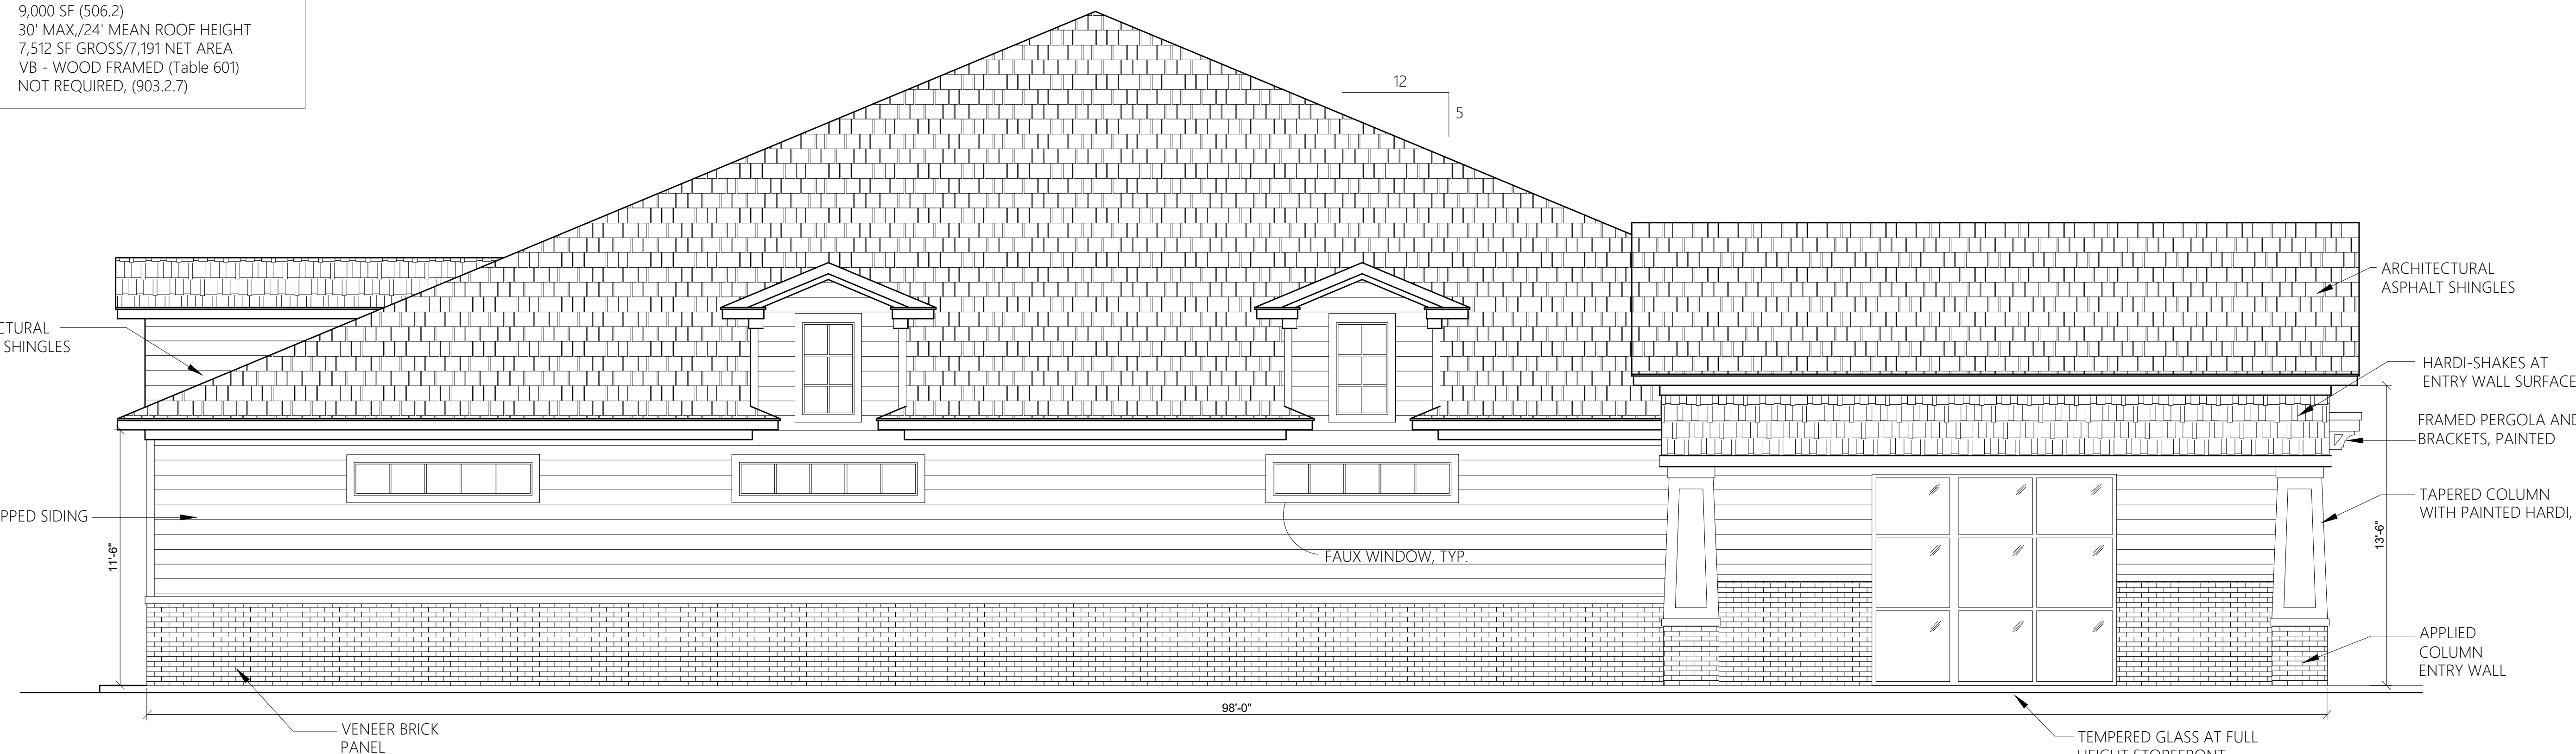 9,000 SF (506.2)
30' MAX,/24' MEAN ROOF HEIGHT
7,512 SF GROSS/7,191 NET AREA
VB - WOOD FRAMED (Table 601)
NOT REQUIRED, (903.2.7)
12
5
ARCHITECTURAL
ASPHALT SHINGLES
SHINGLES
HARDI-SHAKES AT
ENTRY WALL SURFACE
FRAMED PERGOLA AND
BRACKETS, PAINTED
TAPERED COLUMN
WITH PAINTED HARDI,
SIDING
11'-6"
13'-6"
FAUX WINDOW, TYP.
APPLIED
COLUMN
ENTRY WALL
98'-0"
VENEER BRICK
PANEL
TEMPERED GLASS AT FULL
HEIGHT STOREFRONT